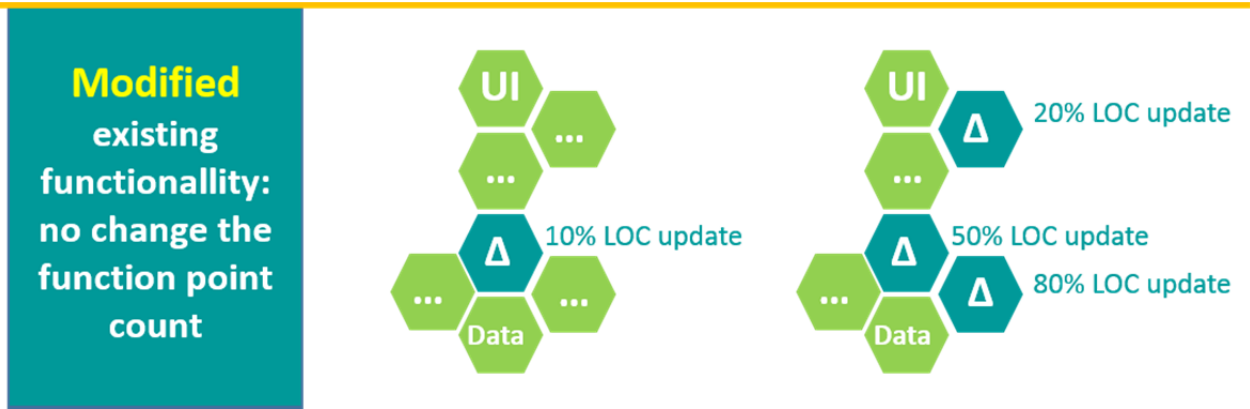 Modified
existing
functionallity:
no change the
function point
count
UI
...
...
Δ 10% LOC update
... ...
Data
UI
Δ 20% LOC update
...
Δ 50% LOC update
... Δ 80% LOC update
Data